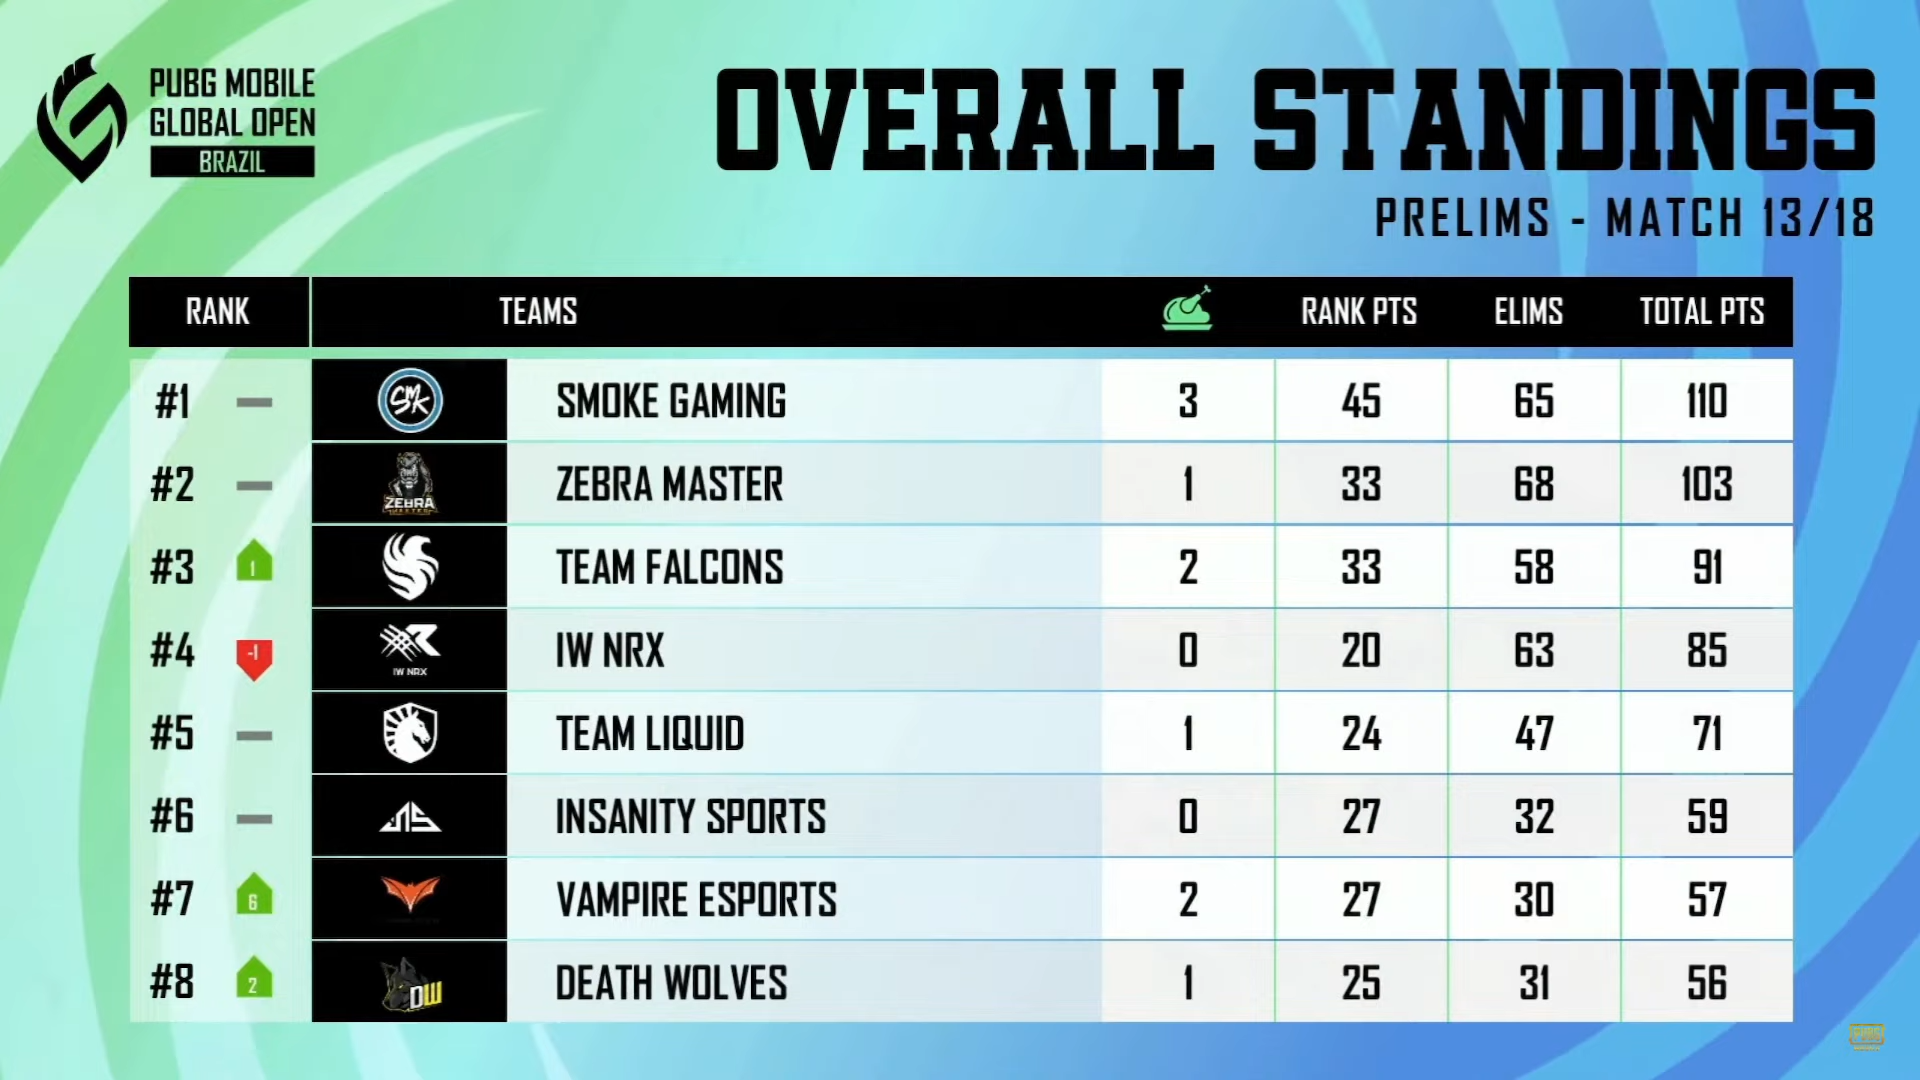 PUBG MOBILE
GLOBAL OPEN
BRAZIL
OVERALL STANDINGS
PRELIMS - MATCH 13/18
RANK TEAMS RANK PTS ELIMS TOTAL PTS
#1 SMK SMOKE GAMING 3 45 65 110
#2 ZEBRA MASTER ZEBRA MASTER 1 33 68 103
#3 1 TEAM FALCONS 2 33 58 91
#4 -1 IW NRX IW NRX 0 20 63 85
#5 TEAM LIQUID 1 24 47 71
#6 INSANITY SPORTS 0 27 32 59
#7 6 VAMPIRE ESPORTS 2 27 30 57
#8 2 DW DEATH WOLVES 1 25 31 56
PUBG